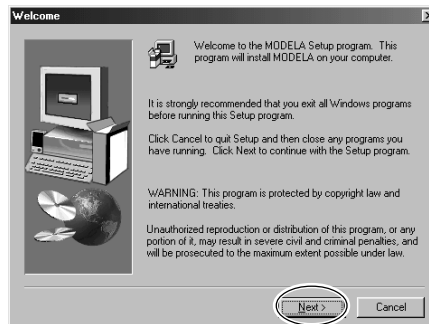 Welcome
Welcome to the MODELA Setup program. This
program will install MODELA on your computer.
It is strongly recommended that you exit all Windows programs
before running this Setup program.
Click Cancel to quit Setup and then close any programs you
have running. Click Next to continue with the Setup program.
WARNING: This program is protected by copyright law and
international treaties.
Unauthorized reproduction or distribution of this program, or any
portion of it, may result in severe civil and criminal penalties, and
will be prosecuted to the maximum extent possible under law.
Next >
Cancel